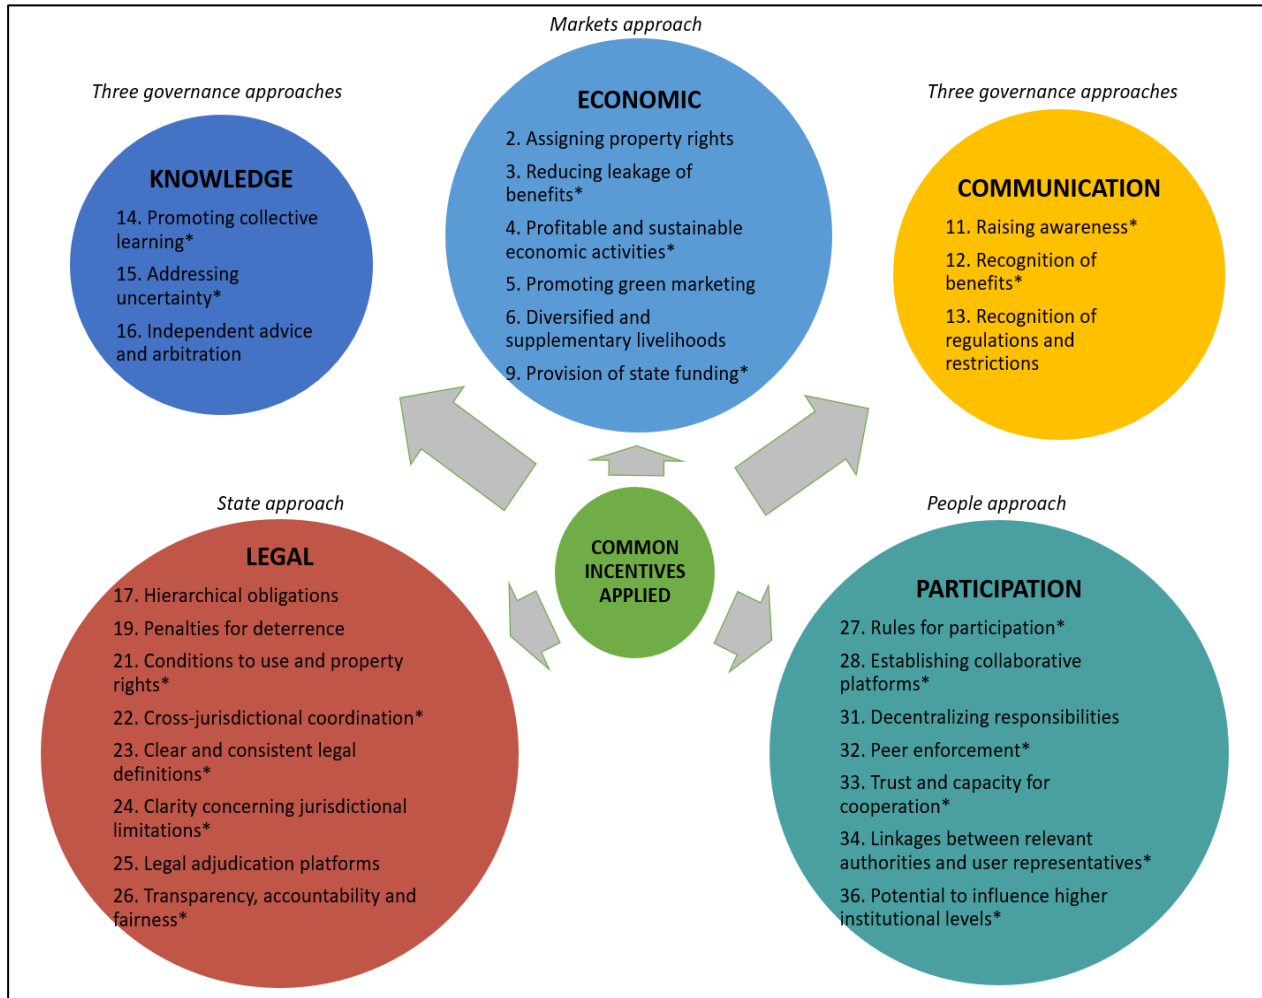 Markets approach
ECONOMIC
2. Assigning property rights
3. Reducing leakage of
benefits*
4. Profitable and sustainable
economic activities*
5. Promoting green marketing
6. Diversified and
supplementary livelihoods
9. Provision of state funding*
Three governance approaches
KNOWLEDGE
14. Promoting collective
learning*
15. Addressing
uncertainty*
16. Independent advice
and arbitration
Three governance approaches
COMMUNICATION
11. Raising awareness*
12. Recognition of
benefits*
13. Recognition of
regulations and
restrictions
State approach
LEGAL
17. Hierarchical obligations
19. Penalties for deterrence
21. Conditions to use and property
rights*
22. Cross-jurisdictional coordination*
23. Clear and consistent legal
definitions*
24. Clarity concerning jurisdictional
limitations*
25. Legal adjudication platforms
26. Transparency, accountability and
fairness*
COMMON
INCENTIVES
APPLIED
People approach
PARTICIPATION
27. Rules for participation*
28. Establishing collaborative
platforms*
31. Decentralizing responsibilities
32. Peer enforcement*
33. Trust and capacity for
cooperation*
34. Linkages between relevant
authorities and user representatives*
36. Potential to influence higher
institutional levels*